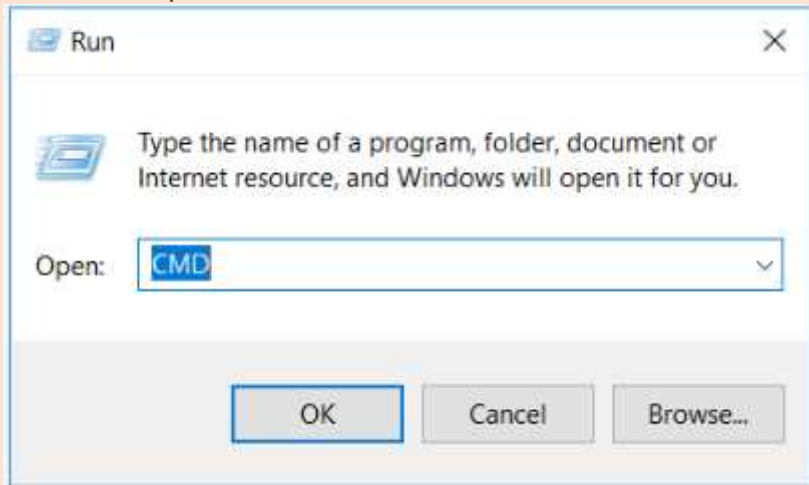 Run
Type the name of a program, folder, document or
Internet resource, and Windows will open it for you.
Open: CMD
OK Cancel Browse...